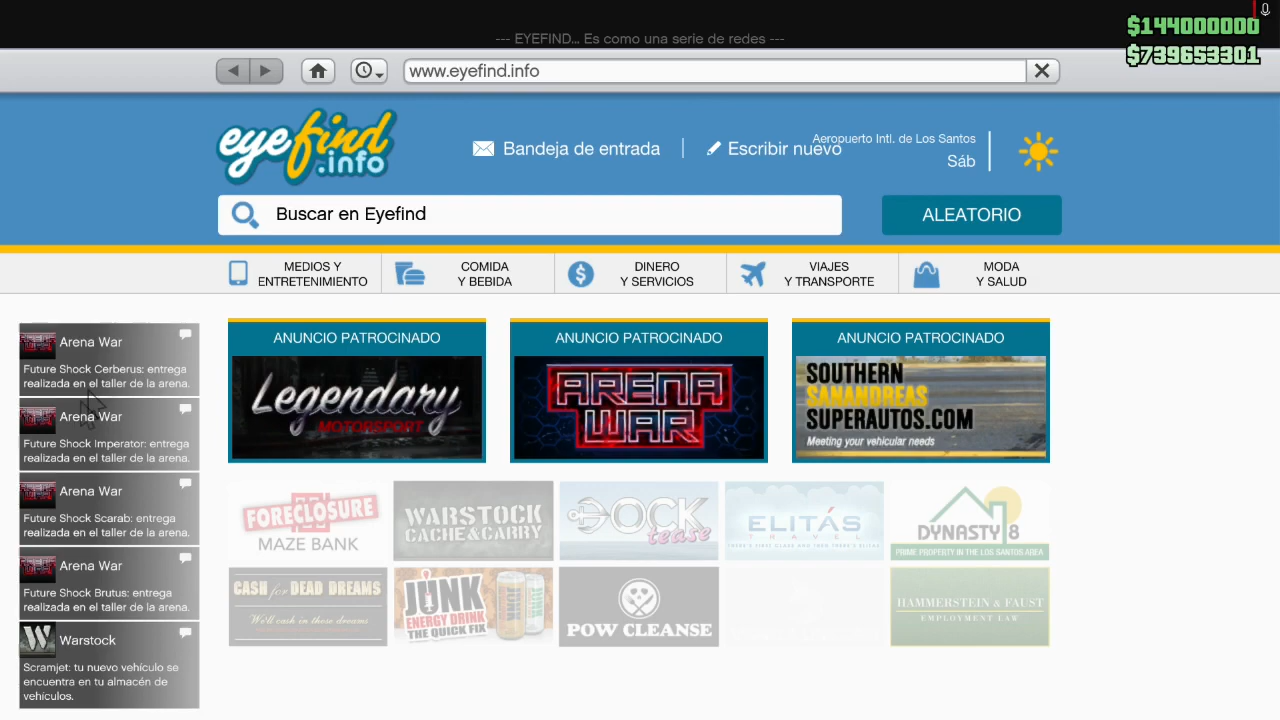 $144000000
--- EYEFIND... Es como una serie de redes ---
$739653301
www.eyefind.info
eyefind
.info
Bandeja de entrada
Escribir nuevo
Aeropuerto Intl. de Los Santos
Sáb
Buscar en Eyefind
ALEATORIO
MEDIOS Y
ENTRETENIMIENTO
COMIDA
Y BEBIDA
DINERO
Y SERVICIOS
VIAJES
Y TRANSPORTE
MODA
Y SALUD
Arena War
Future Shock Cerberus: entrega
realizada en el taller de la arena.
Arena War
Future Shock Imperator: entrega
realizada en el taller de la arena.
Arena War
Future Shock Scarab: entrega
realizada en el taller de la arena.
Arena War
Future Shock Brutus: entrega
realizada en el taller de la arena.
Warstock
Scramjet: tu nuevo vehículo se
encuentra en tu almacén de
vehículos.
ANUNCIO PATROCINADO
Legendary
MOTORSPORT
ANUNCIO PATROCINADO
ARENA
WAR
ANUNCIO PATROCINADO
SOUTHERN
SANANDREAS
SUPERAUTOS.COM
Meeting your vehicular needs
FORECLOSURE
MAZE BANK
WARSTOCK
CACHE & CARRY
DOCK
tease
ELITÁS
TRAVEL
THERE'S FIRST CLASS AND THEN THERE'S ELITÁS
DYNASTY 8
PRIME PROPERTY IN THE LOS SANTOS AREA
CASH for DEAD DREAMS
We'll cash in those dreams
JUNK
ENERGY DRINK
THE QUICK FIX
POW CLEANSE
HAMMERSTEIN & FAUST
EMPLOYMENT LAW